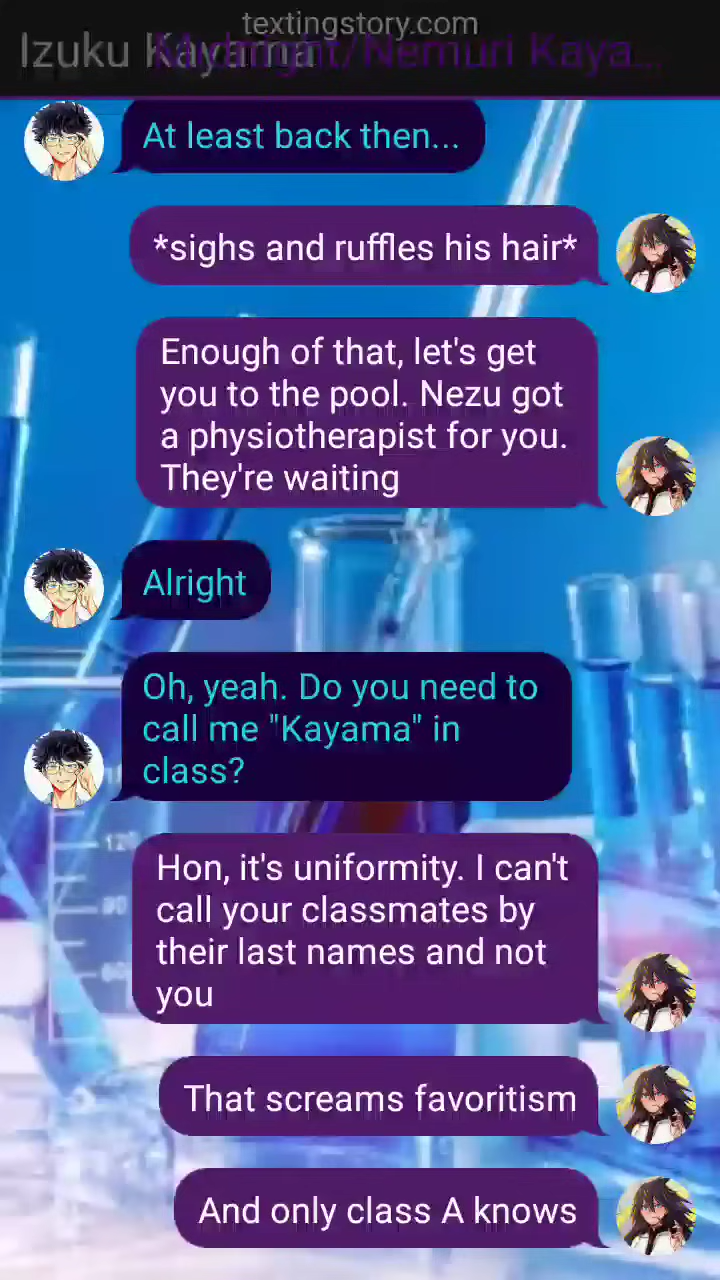 textingstory.com
Izuku Kayama
Midnight/Nemuri Kaya...
At least back then...
*sighs and ruffles his hair*
Enough of that, let's get
you to the pool. Nezu got
a physiotherapist for you.
They're waiting
Alright
Oh, yeah. Do you need to
call me "Kayama" in
class?
Hon, it's uniformity. I can't
call your classmates by
their last names and not
you
That screams favoritism
And only class A knows